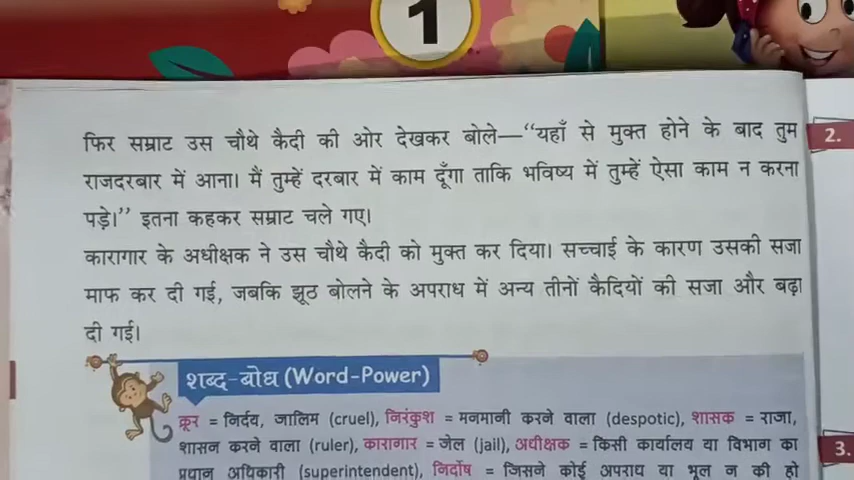 1
फिर सम्राट उस चौथे कैदी की ओर देखकर बोले—“यहाँ से मुक्त होने के बाद तुम
राजदरबार में आना। मैं तुम्हें दरबार में काम दूँगा ताकि भविष्य में तुम्हें ऐसा काम न करना
पड़े।” इतना कहकर सम्राट चले गए।
कारागार के अधीक्षक ने उस चौथे कैदी को मुक्त कर दिया। सच्चाई के कारण उसकी सजा
माफ कर दी गई, जबकि झूठ बोलने के अपराध में अन्य तीनों कैदियों की सजा और बढ़ा
दी गई।
शब्द-बोध (Word-Power)
क्रूर = निर्दय, जालिम (cruel), निरंकुश = मनमानी करने वाला (despotic), शासक = राजा,
शासन करने वाला (ruler), कारागार = जेल (jail), अधीक्षक = किसी कार्यालय या विभाग का
प्रधान अधिकारी (superintendent), निर्दोष = जिसने कोई अपराध या भूल न की हो
2.
3.